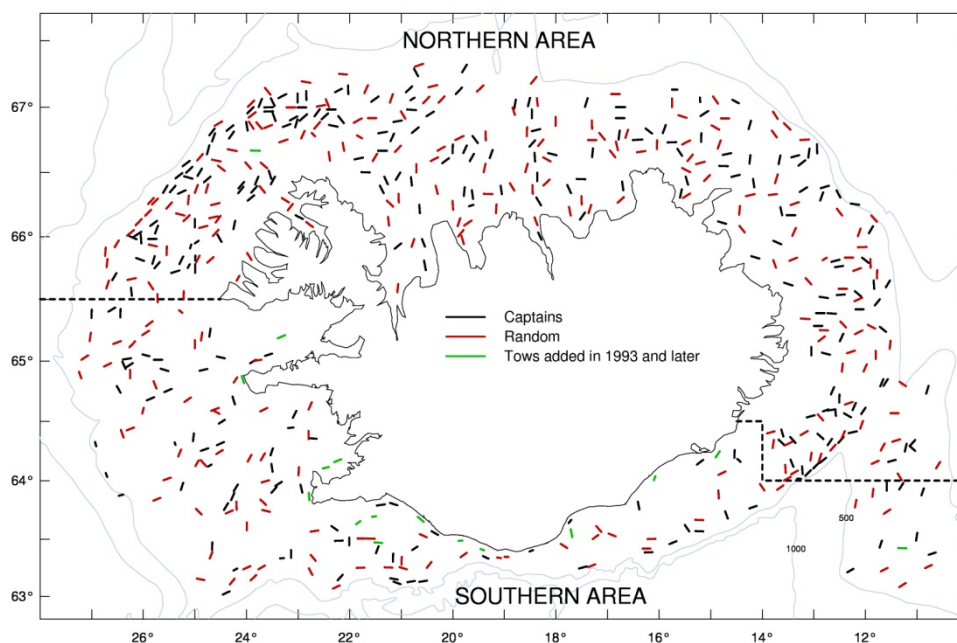 NORTHERN AREA
67°
66°
Captains
Random
Tows added in 1993 and later
65°
64°
500
1000
63°
SOUTHERN AREA
26° 24° 22° 20° 18° 16° 14° 12°